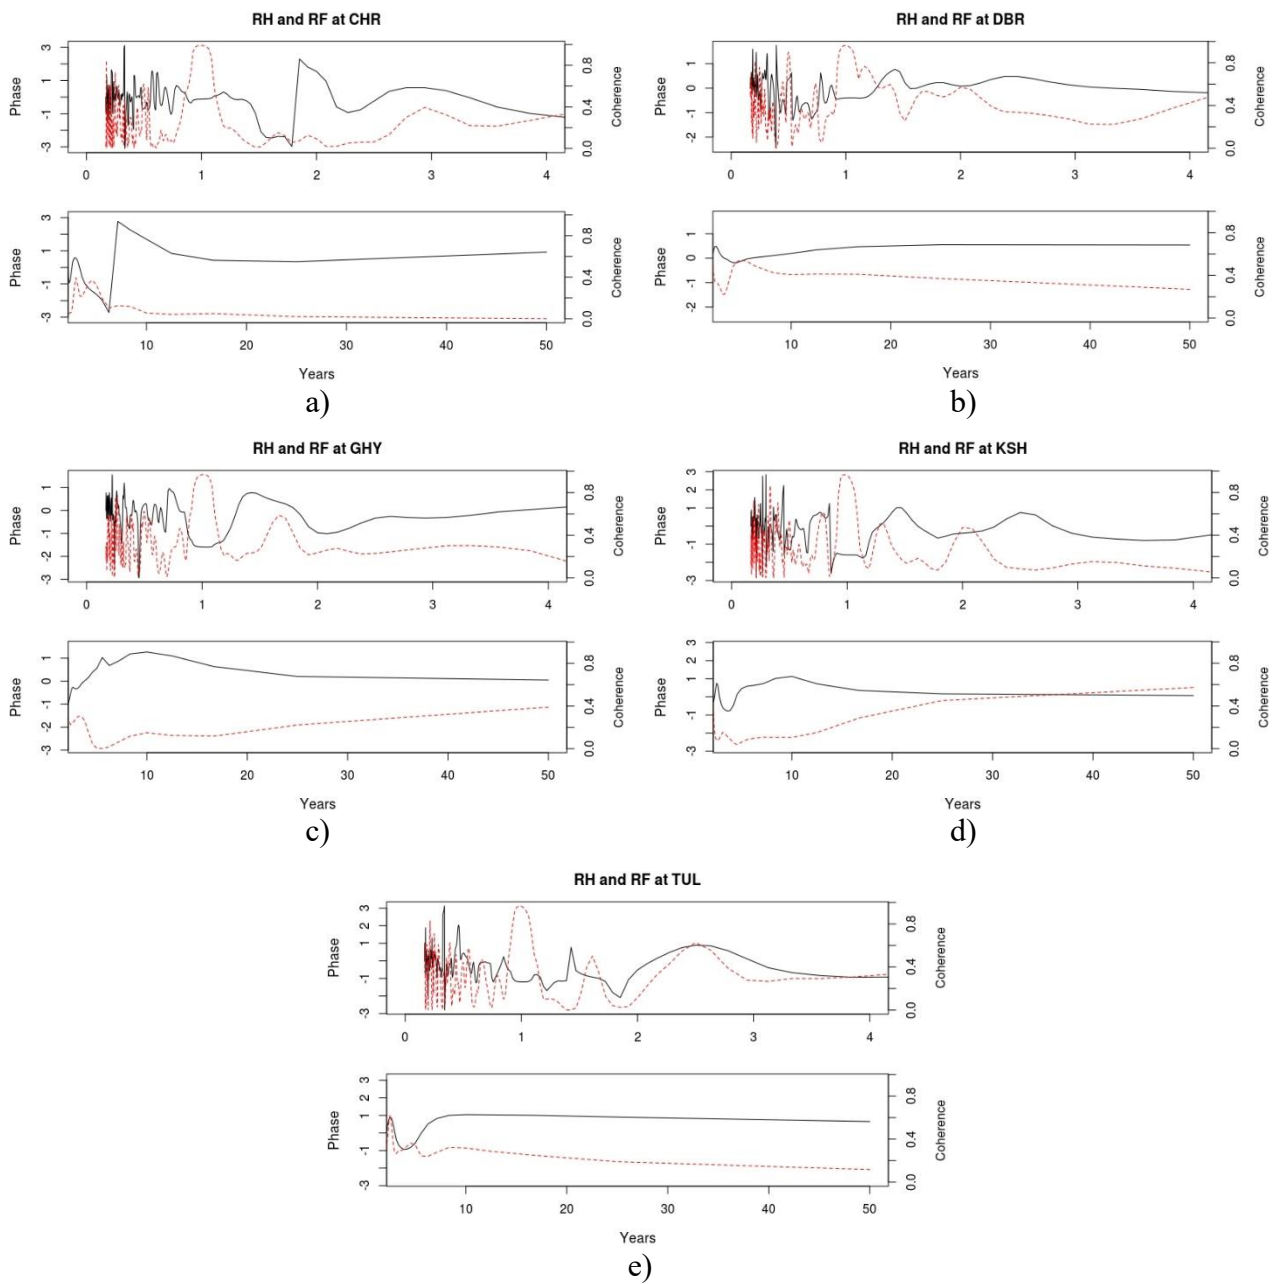 RH and RF at CHR
Phase
3
1
-1
-3
0.8
0.4
0.0
Coherence
0 1 2 3 4
Phase
3
1
-1
-3
0.8
0.4
0.0
Coherence
10 20 30 40 50
Years
a)
RH and RF at DBR
Phase
1
0
-1
-2
0.8
0.4
0.0
Coherence
0 1 2 3 4
Phase
1
0
-1
-2
0.8
0.4
0.0
Coherence
10 20 30 40 50
Years
b)
RH and RF at GHY
Phase
1
0
-1
-2
-3
0.8
0.4
0.0
Coherence
0 1 2 3 4
Phase
1
0
-1
-2
-3
0.8
0.4
0.0
Coherence
10 20 30 40 50
Years
c)
RH and RF at KSH
Phase
3
2
1
-1
-3
0.8
0.4
0.0
Coherence
0 1 2 3 4
Phase
3
2
1
-1
-3
0.8
0.4
0.0
Coherence
10 20 30 40 50
Years
d)
RH and RF at TUL
Phase
3
2
1
-1
-3
0.8
0.4
0.0
Coherence
0 1 2 3 4
Phase
3
2
1
-1
-3
0.8
0.4
0.0
Coherence
10 20 30 40 50
Years
e)